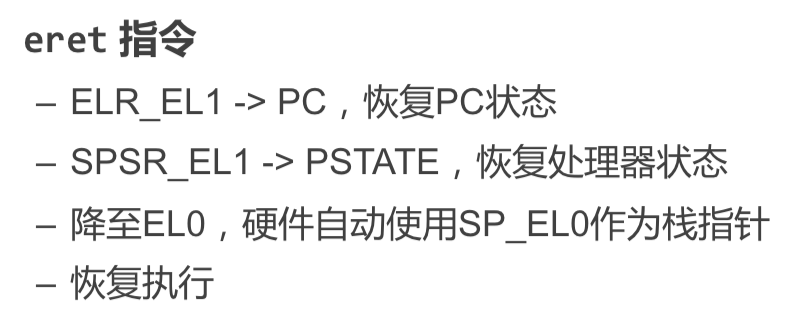 eret 指令
– ELR_EL1 -> PC，恢复PC状态
– SPSR_EL1 -> PSTATE，恢复处理器状态
– 降至EL0，硬件自动使用SP_EL0作为栈指针
– 恢复执行